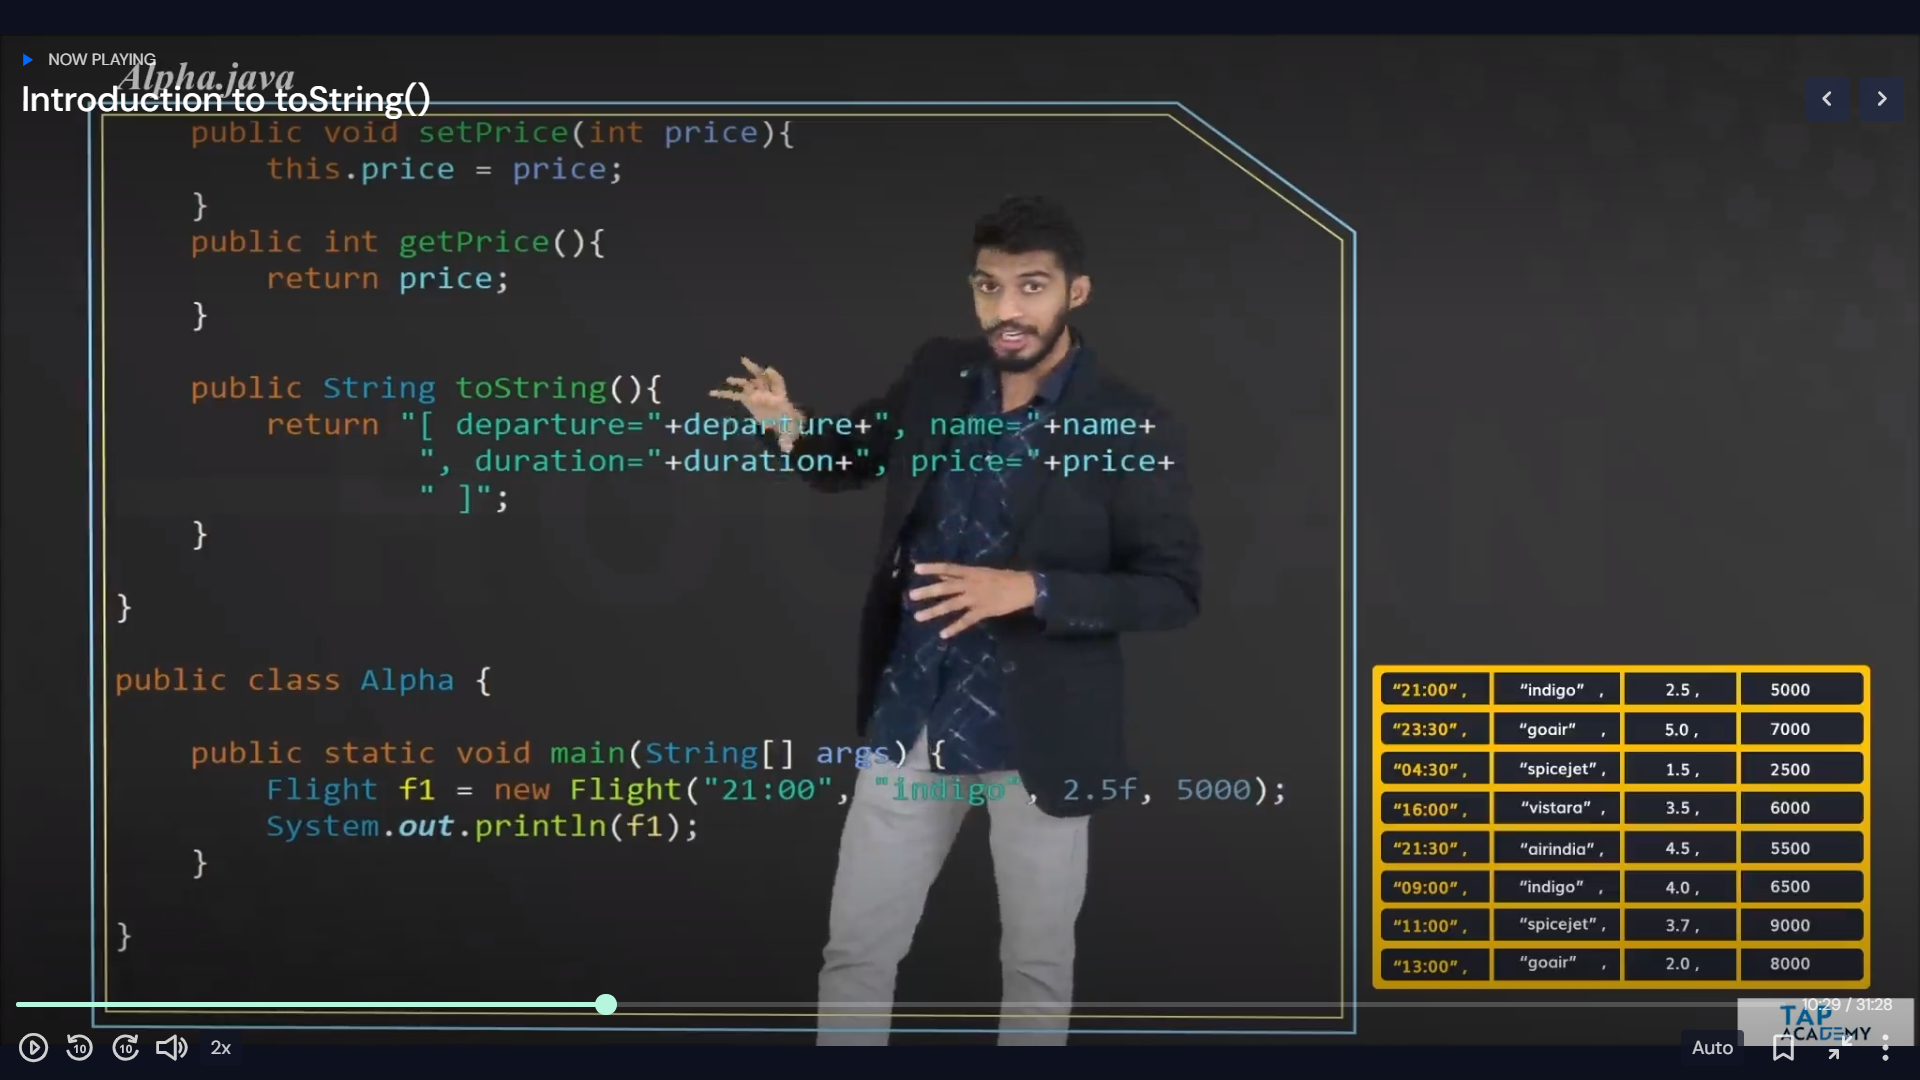 NOW PLAYING
Alpha.java
Introduction to toString()
public void setPrice(int price){
this.price = price;
}
public int getPrice(){
return price;
}
public String toString(){
return "[ departure="+departure+", name="+name+
", duration="+duration+", price="+price+
" ]";
}
}
public class Alpha {
public static void main(String[] args) {
Flight f1 = new Flight("21:00", "indigo", 2.5f, 5000);
System.out.println(f1);
}
}
“21:00” , “indigo” , 2.5 , 5000
“23:30” , “goair” , 5.0 , 7000
“04:30” , “spicejet” , 1.5 , 2500
“16:00” , “vistara” , 3.5 , 6000
“21:30” , “airindia” , 4.5 , 5500
“09:00” , “indigo” , 4.0 , 6500
“11:00” , “spicejet” , 3.7 , 9000
“13:00” , “goair” , 2.0 , 8000
10:29 / 31:28
TAP
ACADEMY
10
10
2x
Auto